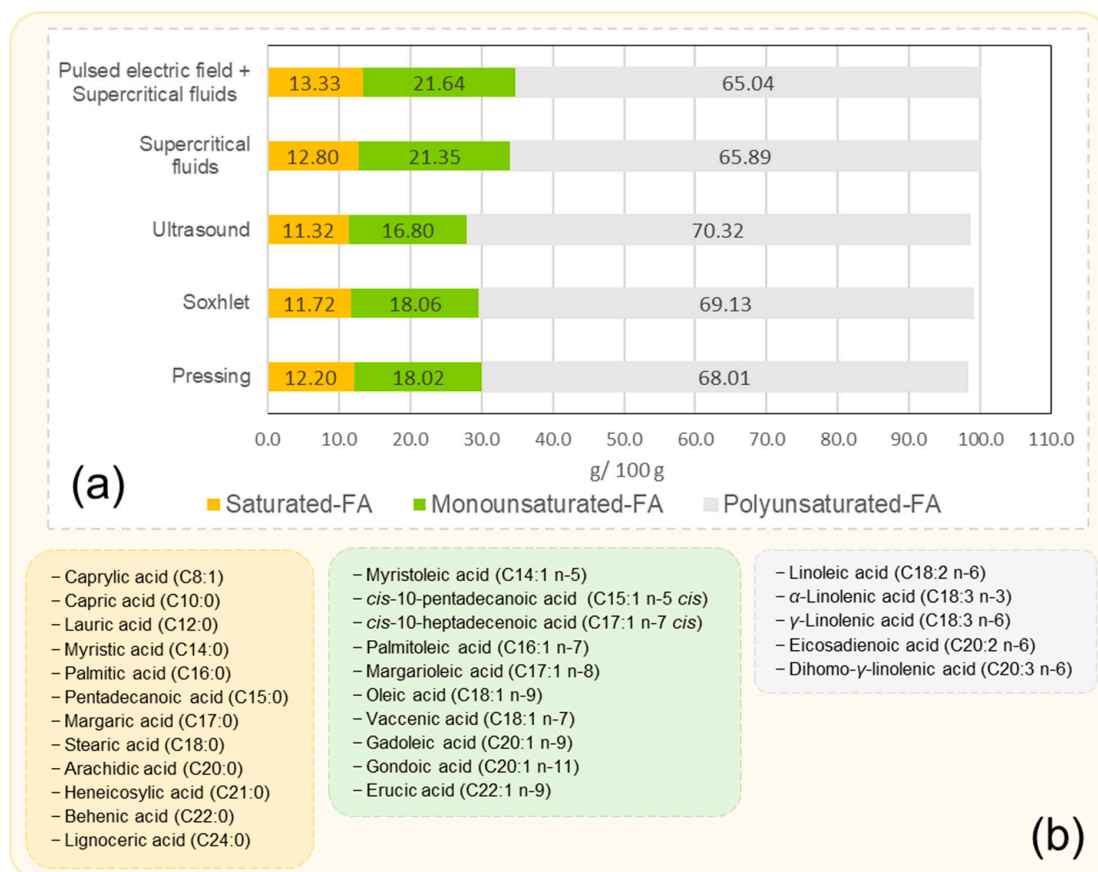 Pulsed electric field +
Supercritical fluids
13.33 21.64 65.04
Supercritical
fluids
12.80 21.35 65.89
Ultrasound
11.32 16.80 70.32
Soxhlet
11.72 18.06 69.13
Pressing
12.20 18.02 68.01
0.0 10.0 20.0 30.0 40.0 50.0 60.0 70.0 80.0 90.0 100.0 110.0
g/ 100 g
(a)
Saturated-FA Monounsaturated-FA Polyunsaturated-FA
– Caprylic acid (C8:1)
– Capric acid (C10:0)
– Lauric acid (C12:0)
– Myristic acid (C14:0)
– Palmitic acid (C16:0)
– Pentadecanoic acid (C15:0)
– Margaric acid (C17:0)
– Stearic acid (C18:0)
– Arachidic acid (C20:0)
– Heneicosylic acid (C21:0)
– Behenic acid (C22:0)
– Lignoceric acid (C24:0)
– Myristoleic acid (C14:1 n-5)
– cis-10-pentadecanoic acid (C15:1 n-5 cis)
– cis-10-heptadecenoic acid (C17:1 n-7 cis)
– Palmitoleic acid (C16:1 n-7)
– Margarioleic acid (C17:1 n-8)
– Oleic acid (C18:1 n-9)
– Vaccenic acid (C18:1 n-7)
– Gadoleic acid (C20:1 n-9)
– Gondoic acid (C20:1 n-11)
– Erucic acid (C22:1 n-9)
– Linoleic acid (C18:2 n-6)
– α-Linolenic acid (C18:3 n-3)
– γ-Linolenic acid (C18:3 n-6)
– Eicosadienoic acid (C20:2 n-6)
– Dihomo-γ-linolenic acid (C20:3 n-6)
(b)